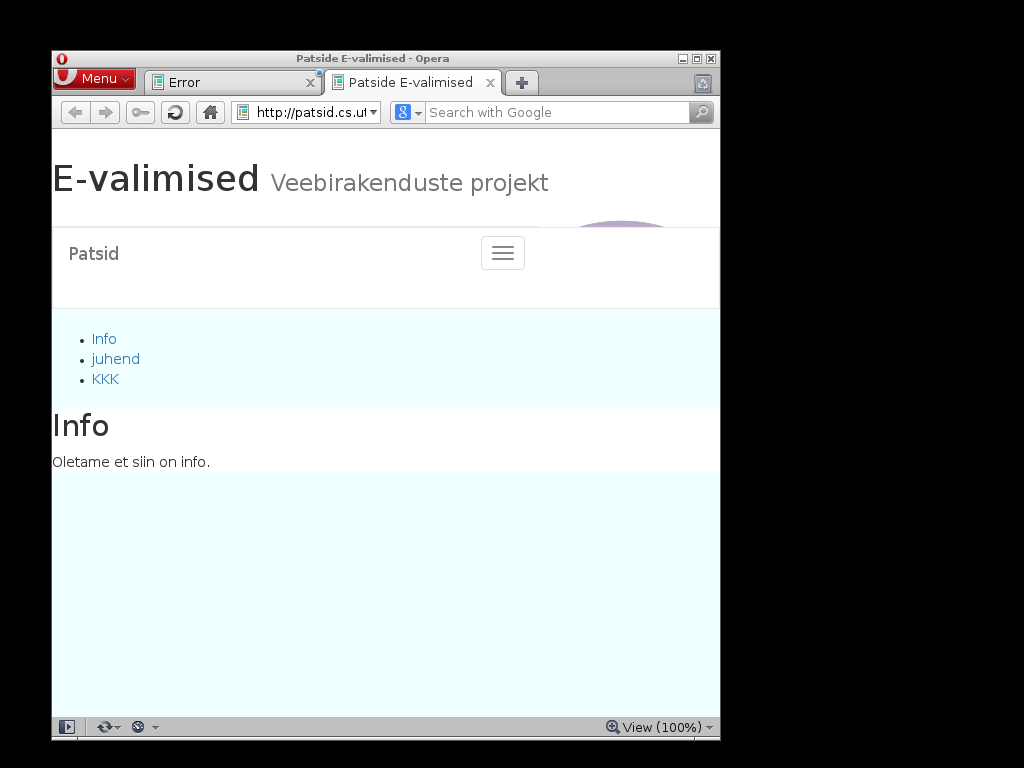 Patside E-valimised - Opera
Menu
Error
Patside E-valimised
http://patsid.cs.ut
Search with Google
E-valimised Veebirakenduste projekt
Patsid
Info
juhend
KKK
Info
Oletame et siin on info.
View (100%)